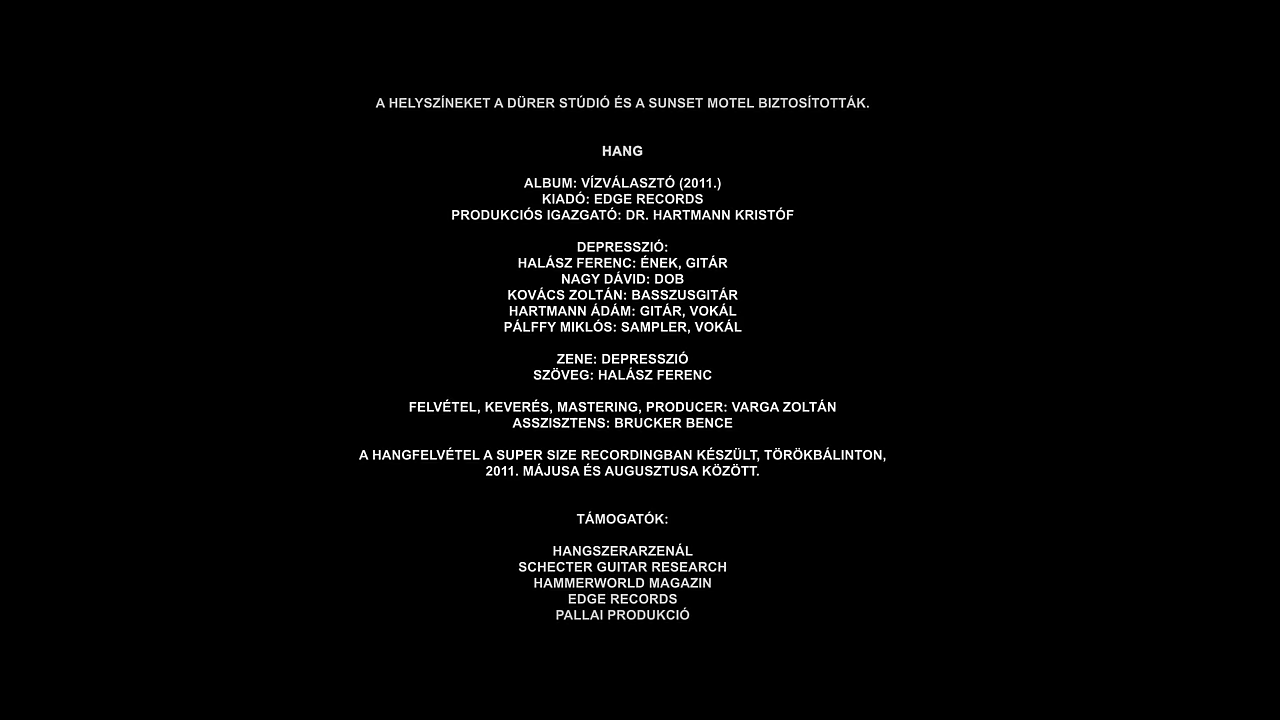 A HELYSZÍNEKET A DÜRER STÚDIÓ ÉS A SUNSET MOTEL BIZTOSÍTOTTÁK.
HANG
ALBUM: VÍZVÁLASZTÓ (2011.)
KIADÓ: EDGE RECORDS
PRODUKCIÓS IGAZGATÓ: DR. HARTMANN KRISTÓF
DEPRESSZIÓ:
HALÁSZ FERENC: ÉNEK, GITÁR
NAGY DÁVID: DOB
KOVÁCS ZOLTÁN: BASSZUSGITÁR
HARTMANN ÁDÁM: GITÁR, VOKÁL
PÁLFFY MIKLÓS: SAMPLER, VOKÁL
ZENE: DEPRESSZIÓ
SZÖVEG: HALÁSZ FERENC
FELVÉTEL, KEVERÉS, MASTERING, PRODUCER: VARGA ZOLTÁN
ASSZISZTENS: BRUCKER BENCE
A HANGFELVÉTEL A SUPER SIZE RECORDINGBAN KÉSZÜLT, TÖRÖKBÁLINTON,
2011. MÁJUSA ÉS AUGUSZTUSA KÖZÖTT.
TÁMOGATÓK:
HANGSZERARZENÁL
SCHECTER GUITAR RESEARCH
HAMMERWORLD MAGAZIN
EDGE RECORDS
PALLAI PRODUKCIÓ